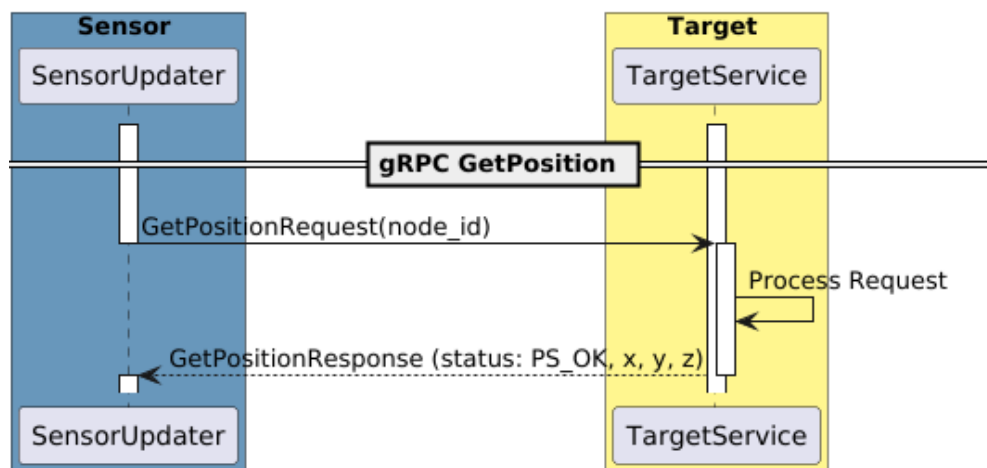 Sensor
Target
SensorUpdater
TargetService
gRPC GetPosition
GetPositionRequest(node_id)
Process Request
GetPositionResponse (status: PS_OK, x, y, z)
SensorUpdater
TargetService